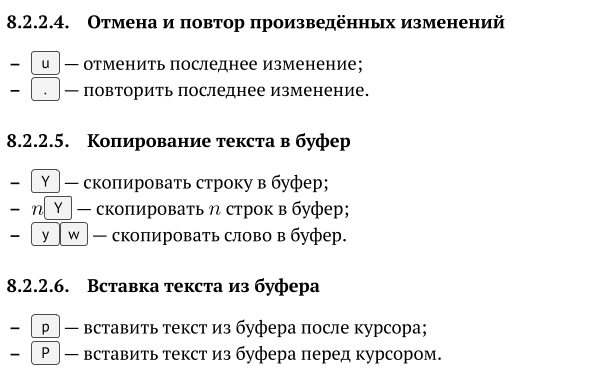 8.2.2.4. Отмена и повтор произведённых изменений
– u — отменить последнее изменение;
– . — повторить последнее изменение.
8.2.2.5. Копирование текста в буфер
– Y — скопировать строку в буфер;
– n Y — скопировать n строк в буфер;
– y w — скопировать слово в буфер.
8.2.2.6. Вставка текста из буфера
– p — вставить текст из буфера после курсора;
– P — вставить текст из буфера перед курсором.